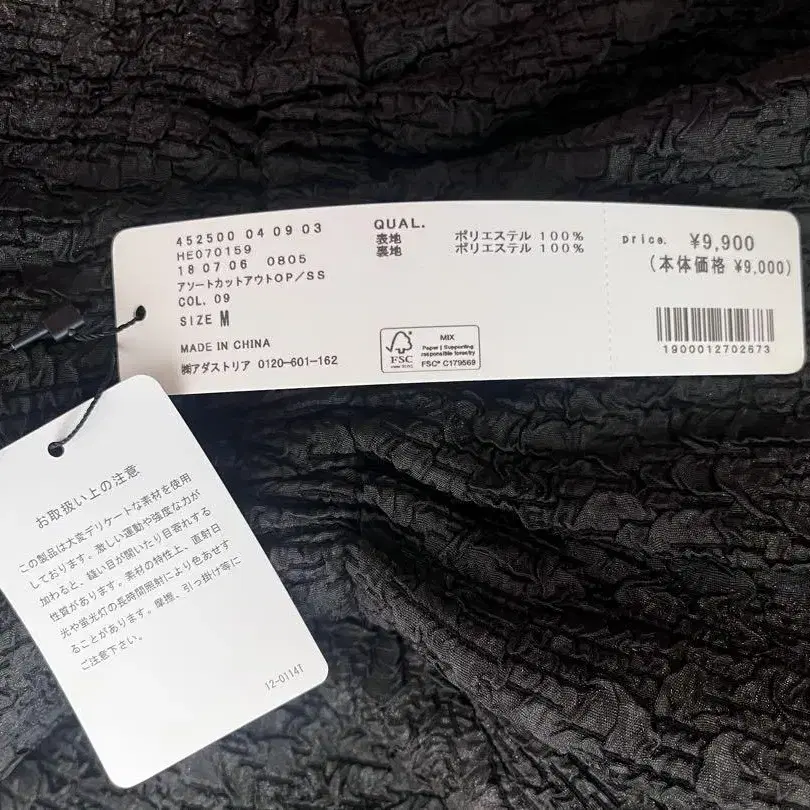 452500 04 09 03
HE070159
18 07 06 0805
アソートカットアウトOP/SS
COL. 09
SIZE M
MADE IN CHINA
㈱アダストリア 0120-601-162
QUAL.
表地 ポリエステル 100%
裏地 ポリエステル 100%
FSC
MIX
Paper | Supporting
responsible forestry
FSC® C179569
price. ¥9,900
(本体価格 ¥9,000)
1900012702673
お取扱い上の注意
この製品は大変デリケートな素材を使用
しております。激しい運動や強度な力が
加わると、縫い目が開いたり目寄れする
性質があります。素材の特性上、直射日
光や蛍光灯の長時間照射により色あせす
ることがあります。摩擦、引っ掛け等に
ご注意下さい。
12-0114T